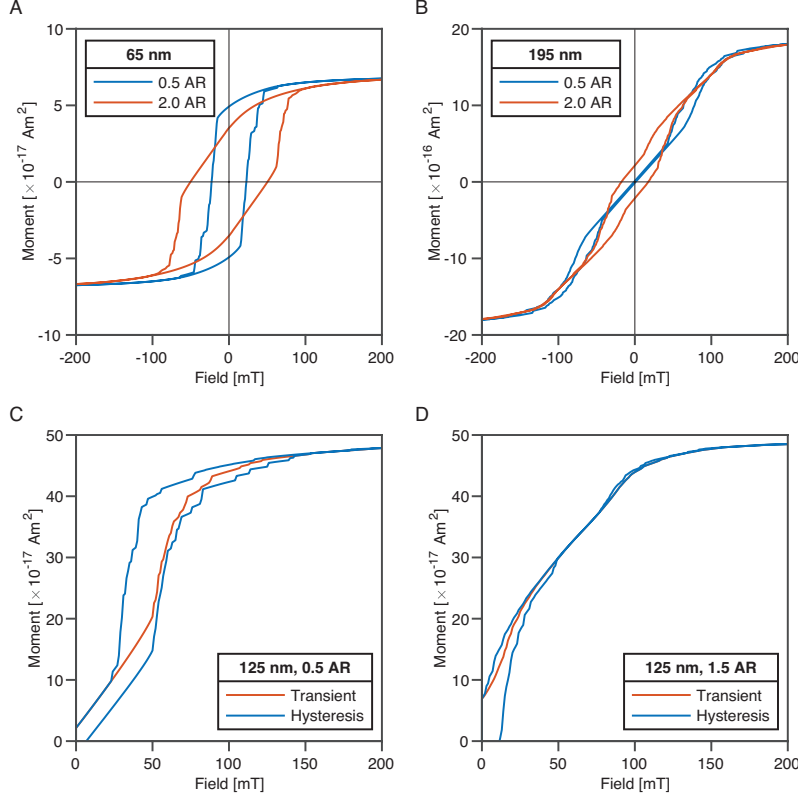 A
65 nm
0.5 AR
2.0 AR
Moment [×10⁻¹⁷ Am²]
10
5
0
-5
-10
-200
-100
0
100
200
Field [mT]
B
195 nm
0.5 AR
2.0 AR
Moment [×10⁻¹⁶ Am²]
20
10
0
-10
-20
-200
-100
0
100
200
Field [mT]
C
125 nm, 0.5 AR
Transient
Hysteresis
Moment [×10⁻¹⁷ Am²]
50
40
30
20
10
0
0
50
100
150
200
Field [mT]
D
125 nm, 1.5 AR
Transient
Hysteresis
Moment [×10⁻¹⁷ Am²]
50
40
30
20
10
0
0
50
100
150
200
Field [mT]